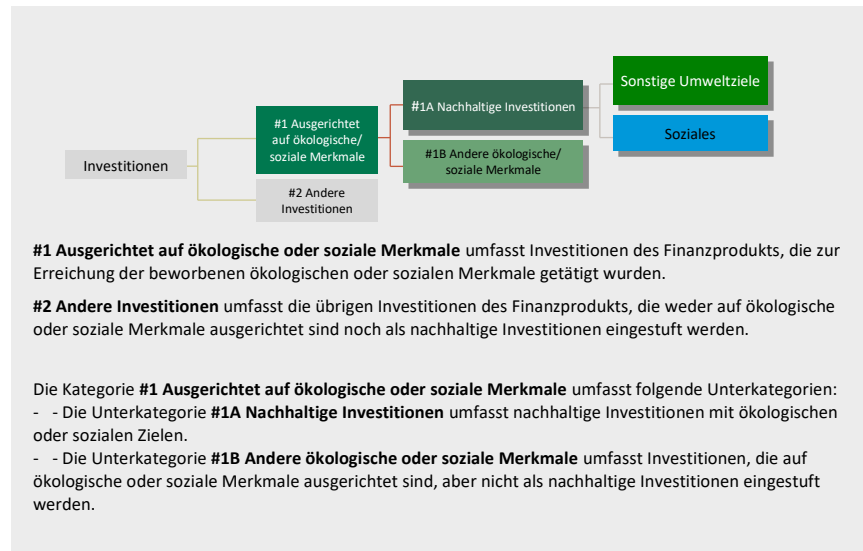 Sonstige Umweltziele
#1A Nachhaltige Investitionen
#1 Ausgerichtet
auf ökologische/
soziale Merkmale
Soziales
#1B Andere ökologische/
soziale Merkmale
Investitionen
#2 Andere
Investitionen
#1 Ausgerichtet auf ökologische oder soziale Merkmale umfasst Investitionen des Finanzprodukts, die zur
Erreichung der beworbenen ökologischen oder sozialen Merkmale getätigt wurden.
#2 Andere Investitionen umfasst die übrigen Investitionen des Finanzprodukts, die weder auf ökologische
oder soziale Merkmale ausgerichtet sind noch als nachhaltige Investitionen eingestuft werden.
Die Kategorie #1 Ausgerichtet auf ökologische oder soziale Merkmale umfasst folgende Unterkategorien:
- - Die Unterkategorie #1A Nachhaltige Investitionen umfasst nachhaltige Investitionen mit ökologischen
oder sozialen Zielen.
- - Die Unterkategorie #1B Andere ökologische oder soziale Merkmale umfasst Investitionen, die auf
ökologische oder soziale Merkmale ausgerichtet sind, aber nicht als nachhaltige Investitionen eingestuft
werden.